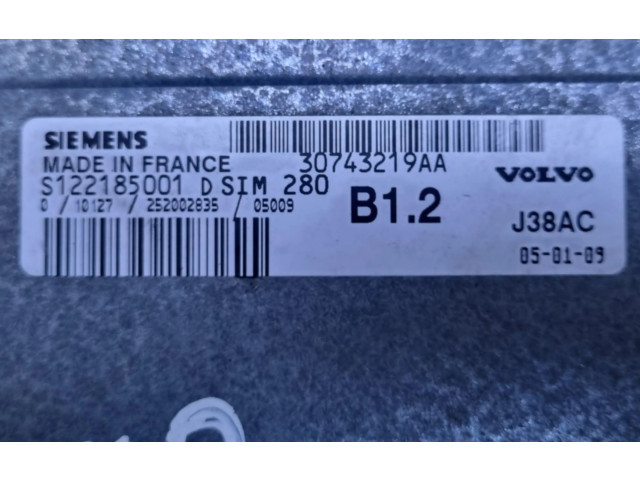 SIEMENS
MADE IN FRANCE 30743219AA
VOLVO
S122185001 D SIM 280
0 / 10127 / 252002835 / 05009
B1.2
J38AC
05-01-09